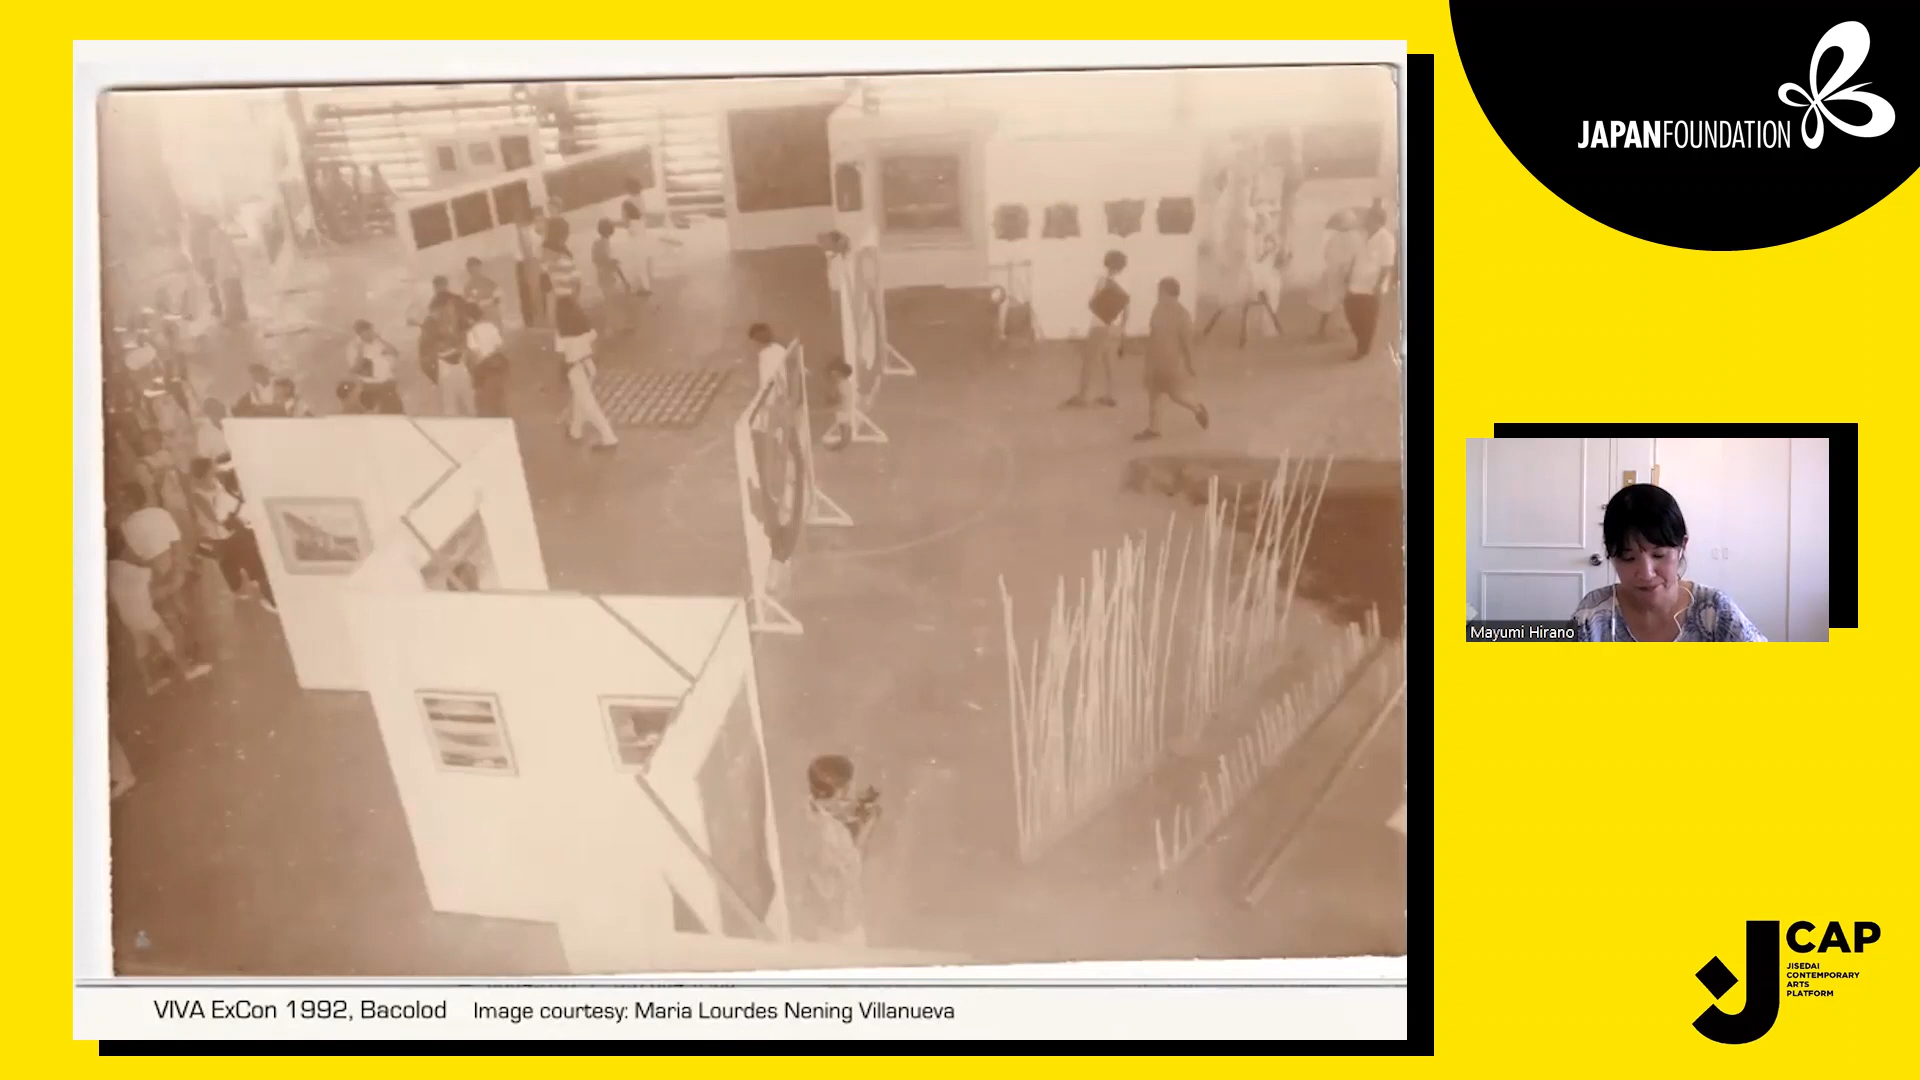 JAPANFOUNDATION
Mayumi Hirano
CAP
JISEDAI
CONTEMPORARY
ARTS
PLATFORM
VIVA ExCon 1992, Bacolod Image courtesy: Maria Lourdes Nening Villanueva